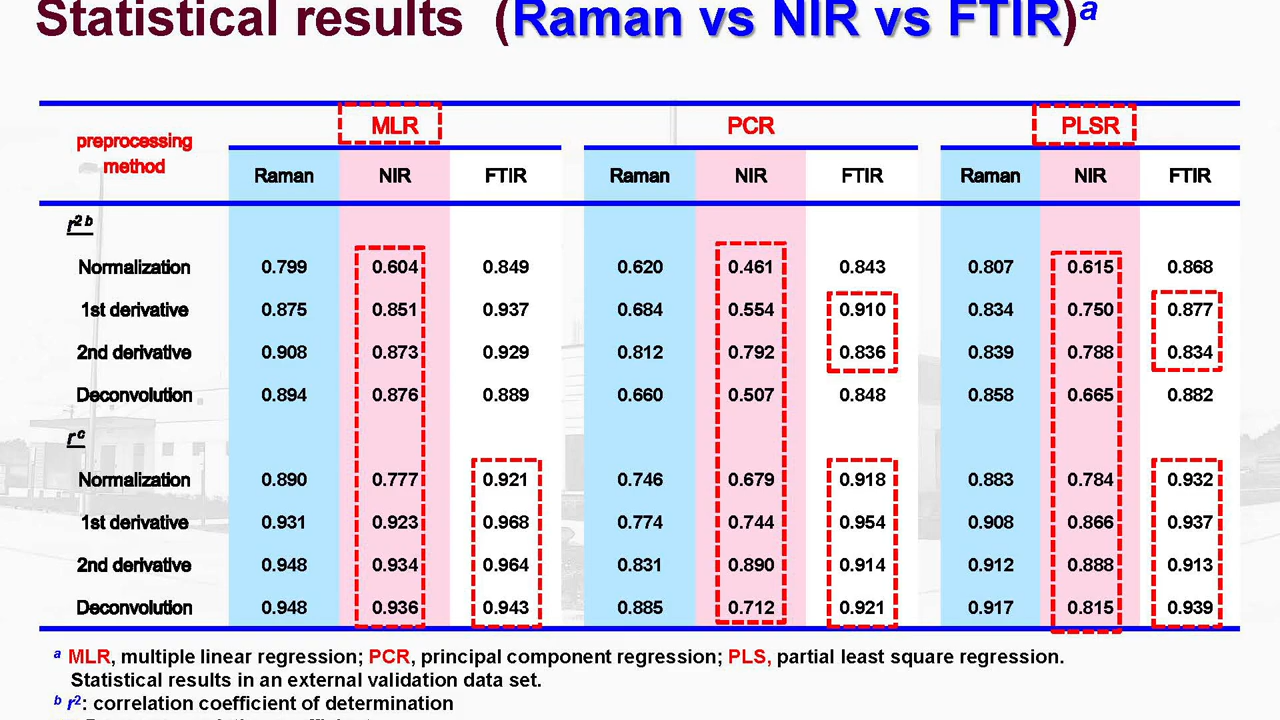 Statistical results (Raman vs NIR vs FTIR)a
preprocessing method MLR PCR PLSR
Raman NIR FTIR Raman NIR FTIR Raman NIR FTIR
r2 b
Normalization 0.799 0.604 0.849 0.620 0.461 0.843 0.807 0.615 0.868
1st derivative 0.875 0.851 0.937 0.684 0.554 0.910 0.834 0.750 0.877
2nd derivative 0.908 0.873 0.929 0.812 0.792 0.836 0.839 0.788 0.834
Deconvolution 0.894 0.876 0.889 0.660 0.507 0.848 0.858 0.665 0.882
r c
Normalization 0.890 0.777 0.921 0.746 0.679 0.918 0.883 0.784 0.932
1st derivative 0.931 0.923 0.968 0.774 0.744 0.954 0.908 0.866 0.937
2nd derivative 0.948 0.934 0.964 0.831 0.890 0.914 0.912 0.888 0.913
Deconvolution 0.948 0.936 0.943 0.885 0.712 0.921 0.917 0.815 0.939
a MLR, multiple linear regression; PCR, principal component regression; PLS, partial least square regression.
Statistical results in an external validation data set.
b r2: correlation coefficient of determination